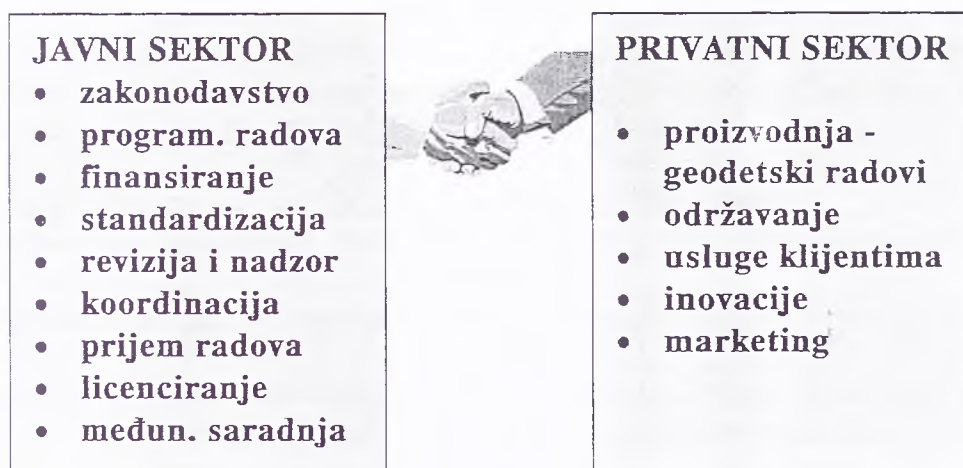 JAVNI SEKTOR
• zakonodavstvo
• program. radova
• finansiranje
• standardizacija
• revizija i nadzor
• koordinacija
• prijem radova
• licenciranje
• međun. saradnja
PRIVATNI SEKTOR
• proizvodnja -
geodetski radovi
• održavanje
• usluge klijentima
• inovacije
• marketing